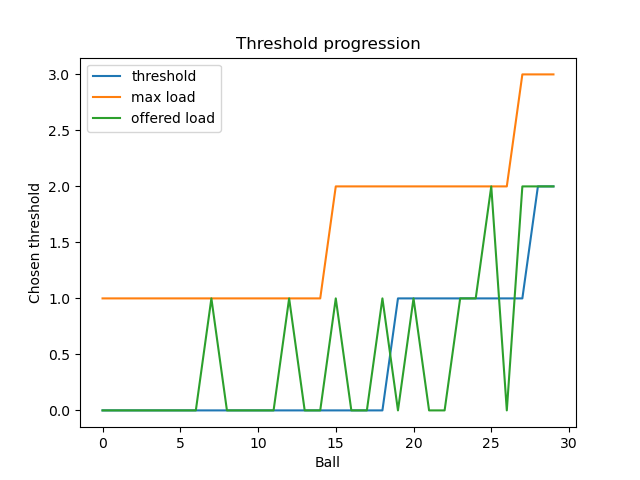 Threshold progression
threshold
max load
offered load
3.0
2.5
2.0
1.5
1.0
0.5
0.0
Chosen threshold
0 5 10 15 20 25 30
Ball